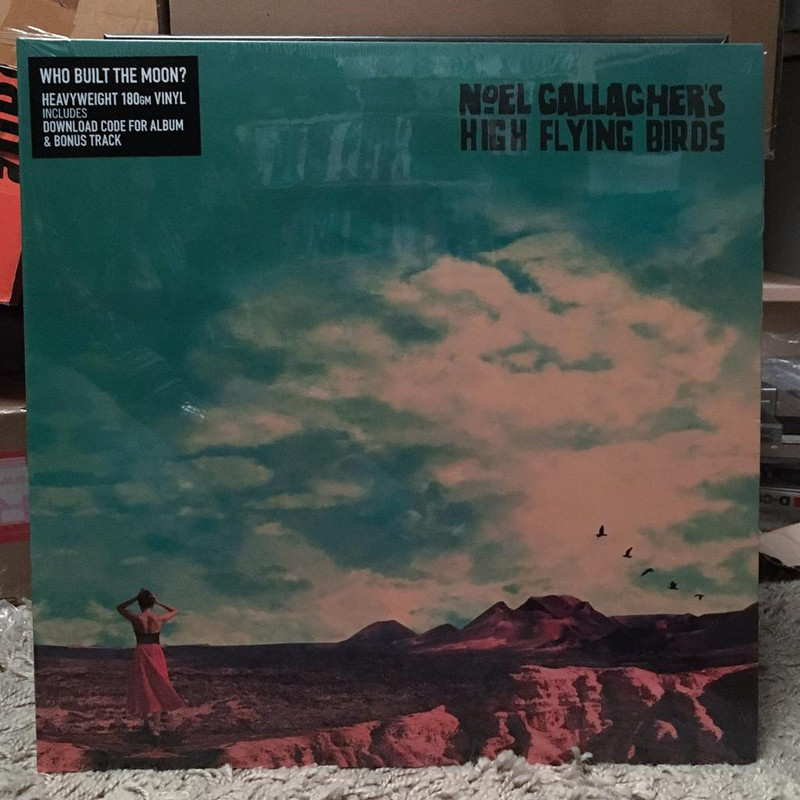 WHO BUILT THE MOON?
HEAVYWEIGHT 180GM VINYL
INCLUDES
DOWNLOAD CODE FOR ALBUM
& BONUS TRACK
NOEL GALLAGHER'S
HIGH FLYING BIRDS